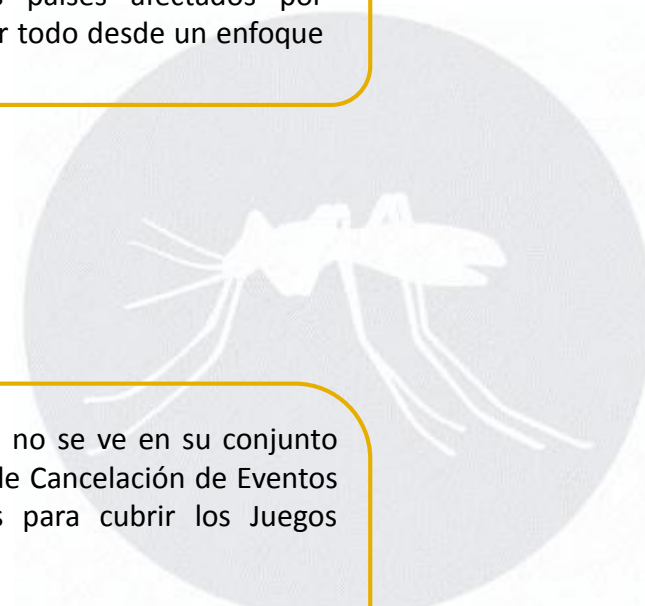 países afectados por
r todo desde un enfoque
no se ve en su conjunto
de Cancelación de Eventos
s para cubrir los Juegos